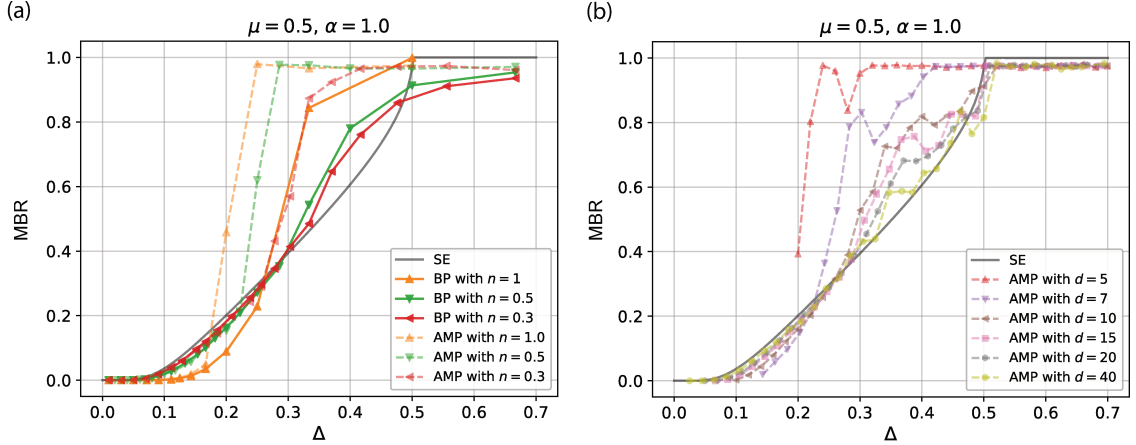 (a)
μ = 0.5, α = 1.0
MBR
1.0
0.8
0.6
0.4
0.2
0.0
SE
BP with n = 1
BP with n = 0.5
BP with n = 0.3
AMP with n = 1.0
AMP with n = 0.5
AMP with n = 0.3
0.0 0.1 0.2 0.3 0.4 0.5 0.6 0.7
Δ
(b)
μ = 0.5, α = 1.0
MBR
1.0
0.8
0.6
0.4
0.2
0.0
SE
AMP with d = 5
AMP with d = 7
AMP with d = 10
AMP with d = 15
AMP with d = 20
AMP with d = 40
0.0 0.1 0.2 0.3 0.4 0.5 0.6 0.7
Δ